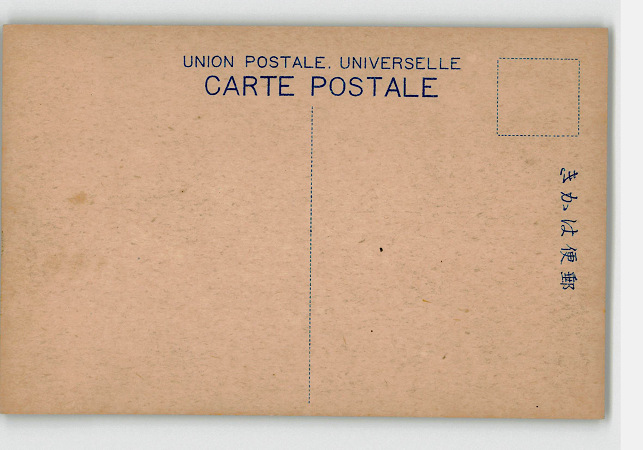 UNION POSTALE UNIVERSELLE
CARTE POSTALE
郵便はかき